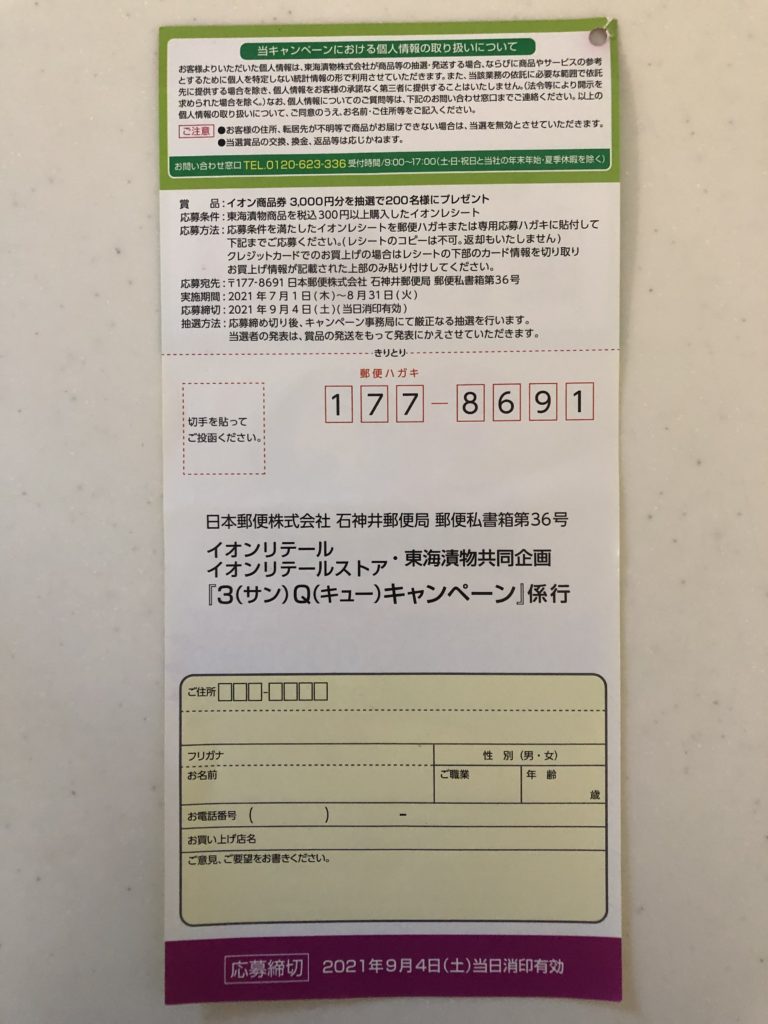 当キャンペーンにおける個人情報の取り扱いについて
お客様よりいただいた個人情報は、東海漬物株式会社が商品等の抽選・発送する場合、ならびに商品やサービスの参考
とするために個人を特定しない統計情報の形で利用させていただきます。また、当該業務の依託に必要な範囲で依託
先に提供する場合を除き、個人情報をお客様の承諾なく第三者に提供することはいたしません。(法令等により開示を
求められた場合を除く。)なお、個人情報についてのご質問等は、下記のお問い合わせ窓口までご連絡ください。以上の
個人情報の取り扱いについて、ご同意のうえ、お名前・ご住所等をご記入ください。
ご注意 ●お客様の住所、転居先が不明等で商品がお届けできない場合は、当選を無効とさせていただきます。
●当選賞品の交換、換金、返品等は応じかねます。
お問い合わせ窓口 TEL.0120-623-336 受付時間/9:00~17:00(土・日・祝日と当社の年末年始・夏季休暇を除く)
賞 品:イオン商品券 3,000円分を抽選で200名様にプレゼント
応募条件:東海漬物商品を税込300円以上購入したイオンレシート
応募方法:応募条件を満たしたイオンレシートを郵便ハガキまたは専用応募ハガキに貼付して
下記までご応募ください。(レシートのコピーは不可。返却もいたしません)
クレジットカードでのお買上げの場合はレシートの下部のカード情報を切り取り
お買上げ情報が記載された上部のみ貼り付けしてください。
応募宛先:〒177-8691 日本郵便株式会社 石神井郵便局 郵便私書箱第36号
実施期間:2021年7月1日(木)~8月31日(火)
応募締切:2021年9月4日(土)(当日消印有効)
抽選方法:応募締め切り後、キャンペーン事務局にて厳正なる抽選を行います。
当選者の発表は、賞品の発送をもって発表にかえさせていただきます。
きりとり
郵便ハガキ
177-8691
切手を貼って
ご投函ください。
日本郵便株式会社 石神井郵便局 郵便私書箱第36号
イオンリテール
イオンリテールストア・東海漬物共同企画
『3(サン)Q(キュー)キャンペーン』係行
ご住所 □□□-□□□□
フリガナ 性 別 (男・女)
お名前 ご職業 年 齢
歳
お電話番号 ( ) -
お買い上げ店名
ご意見、ご要望をお書きください。
応募締切 2021年9月4日(土)当日消印有効